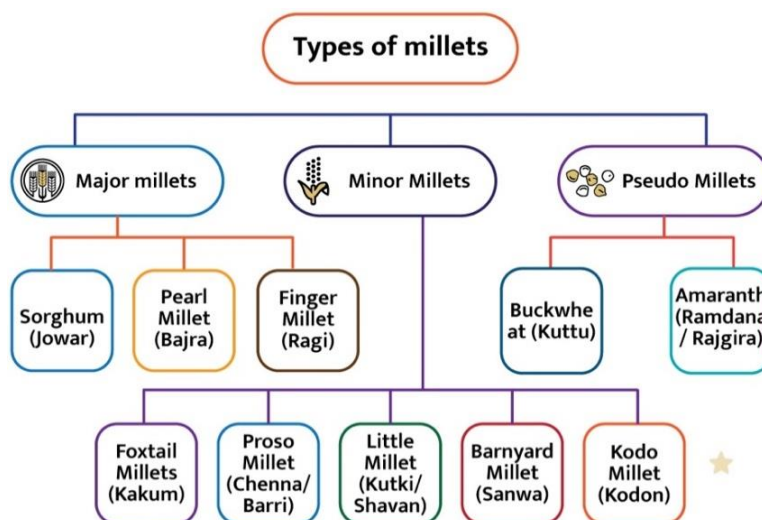 Types of millets
Major millets
Minor Millets
Pseudo Millets
Sorghum
(Jowar)
Pearl
Millet
(Bajra)
Finger
Millet
(Ragi)
Buckwhe
at (Kuttu)
Amaranth
(Ramdana
/ Rajgira)
Foxtail
Millets
(Kakum)
Proso
Millet
(Chenna/
Barri)
Little
Millet
(Kutki/
Shavan)
Barnyard
Millet
(Sanwa)
Kodo
Millet
(Kodon)